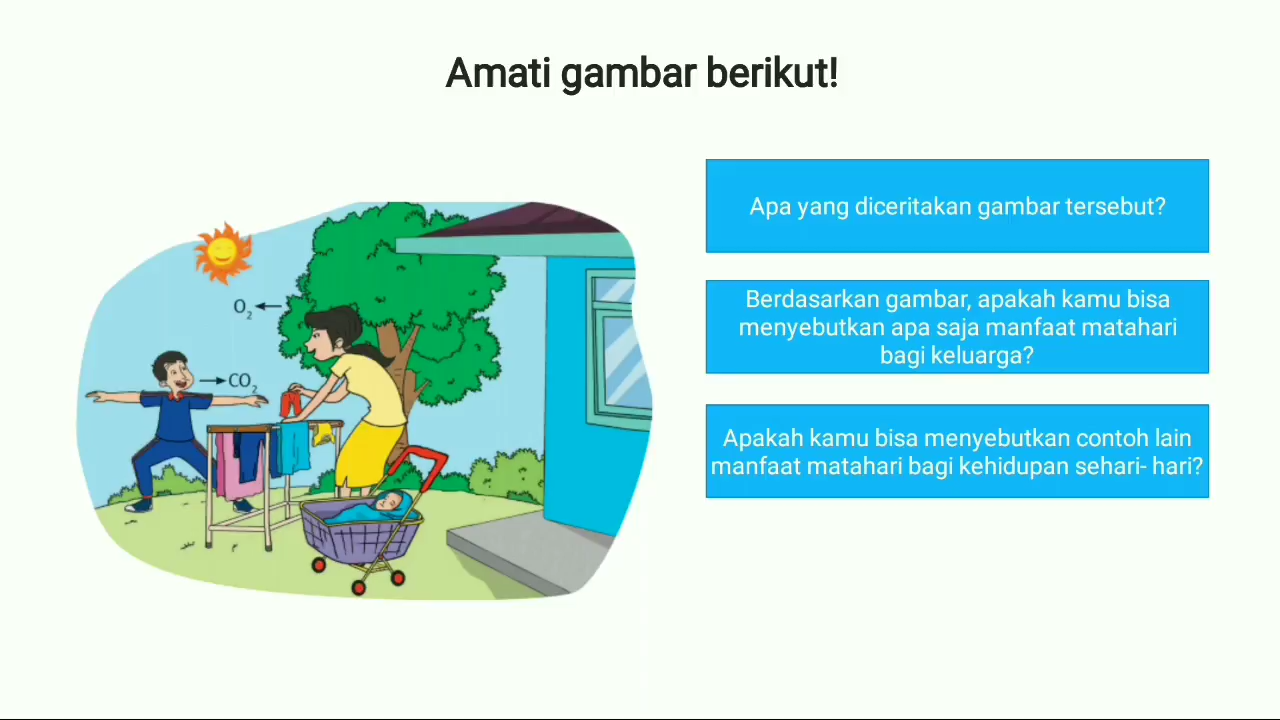 Amati gambar berikut!
O2
CO2
Apa yang diceritakan gambar tersebut?
Berdasarkan gambar, apakah kamu bisa
menyebutkan apa saja manfaat matahari
bagi keluarga?
Apakah kamu bisa menyebutkan contoh lain
manfaat matahari bagi kehidupan sehari- hari?